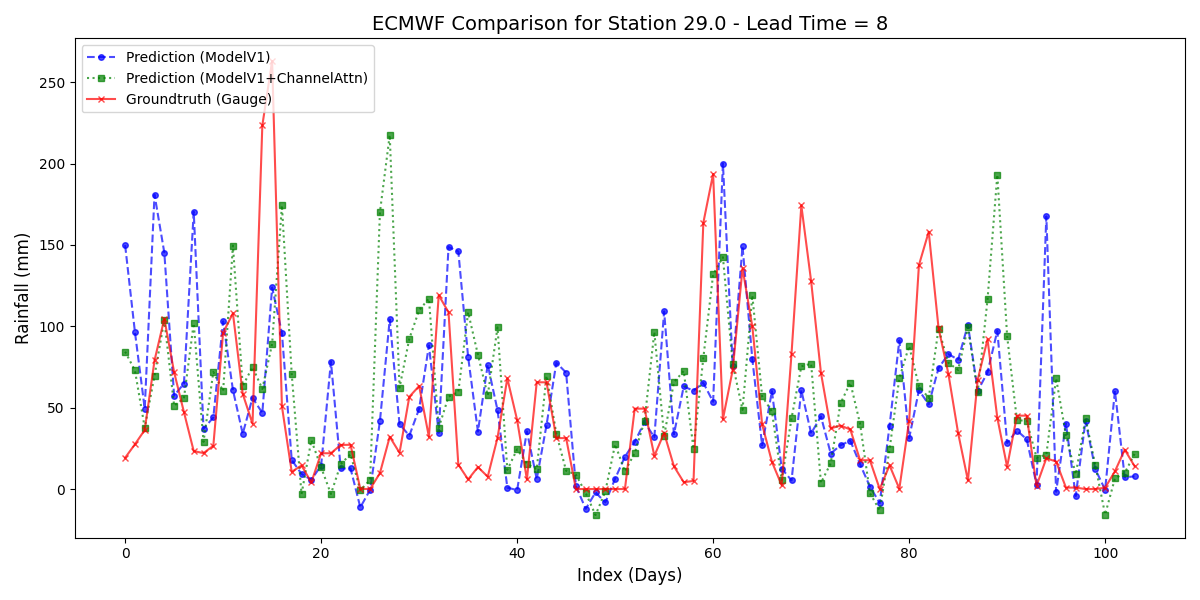 ECMWF Comparison for Station 29.0 - Lead Time = 8
Prediction (ModelV1)
Prediction (ModelV1+ChannelAttn)
Groundtruth (Gauge)
Rainfall (mm)
250
200
150
100
50
0
0
20
40
60
80
100
Index (Days)